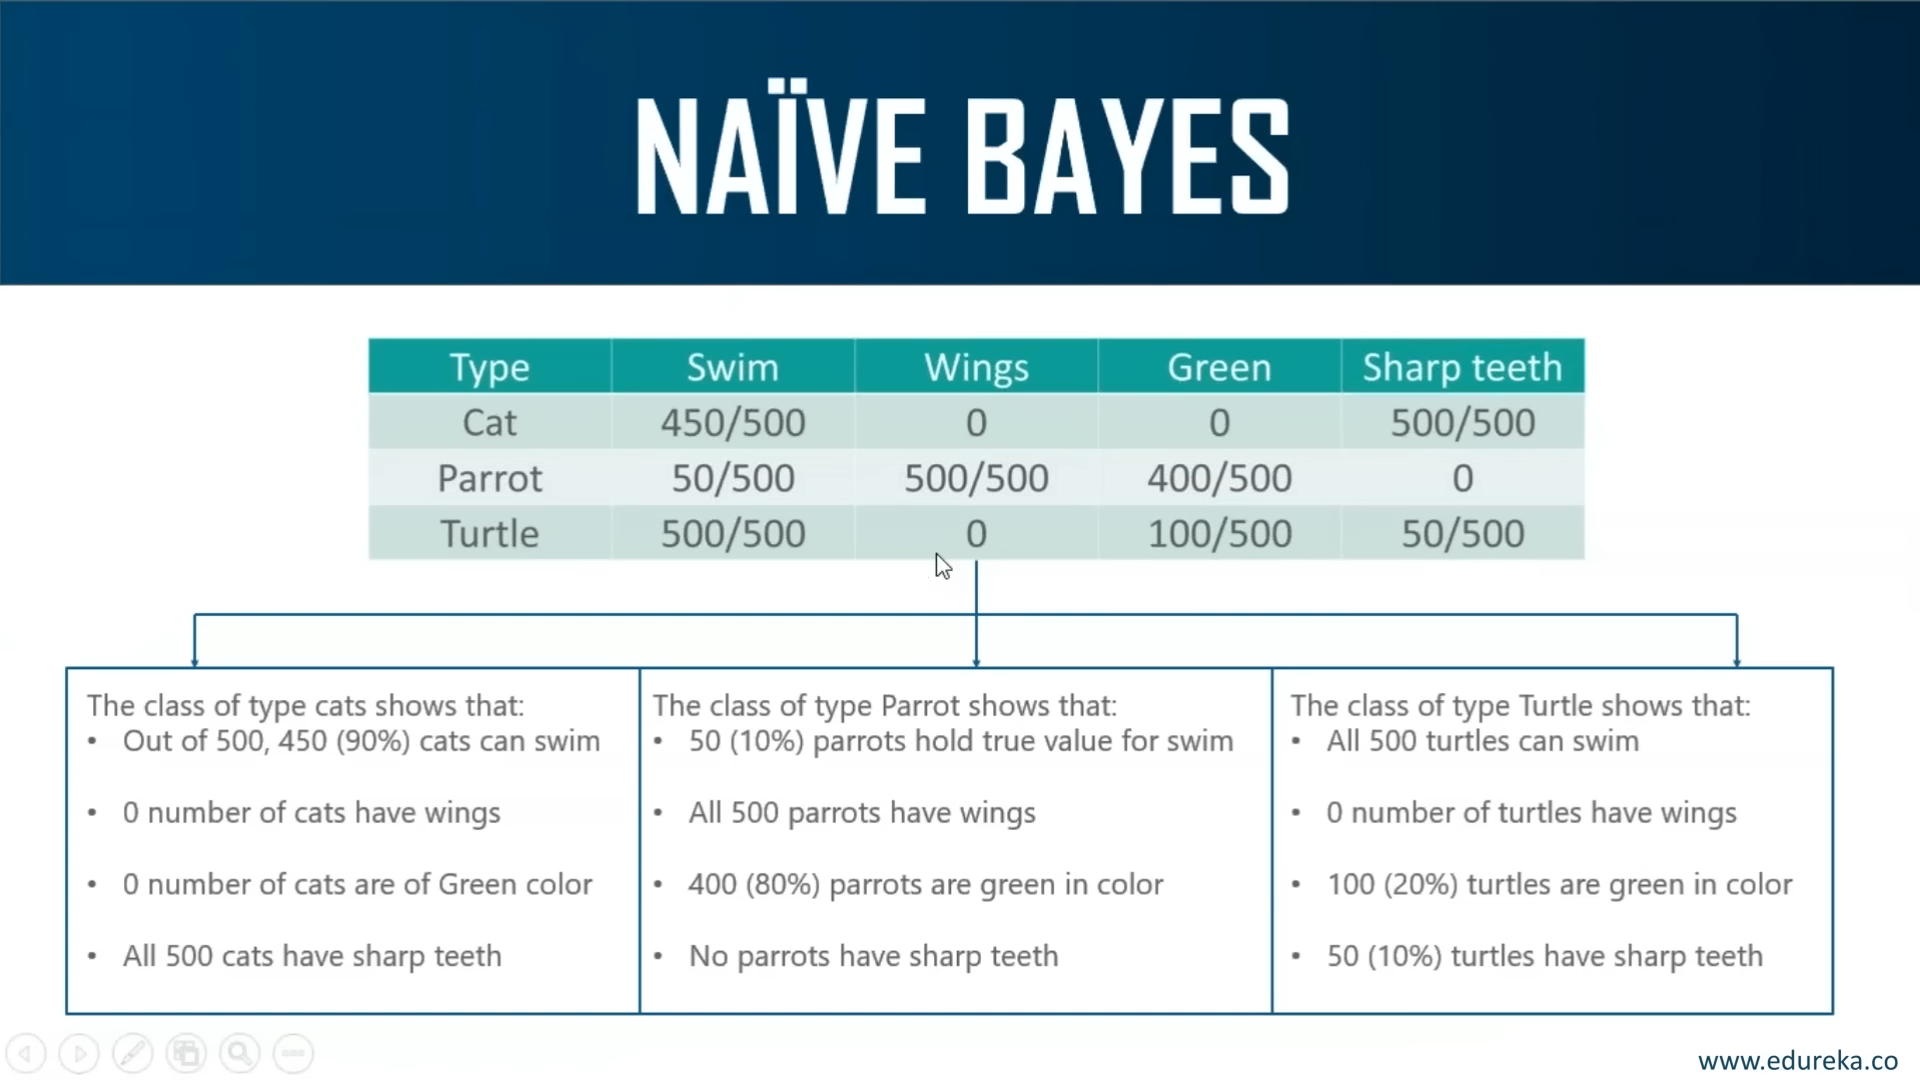 NAÏVE BAYES
Type Swim Wings Green Sharp teeth
Cat 450/500 0 0 500/500
Parrot 50/500 500/500 400/500 0
Turtle 500/500 0 100/500 50/500
The class of type cats shows that:
• Out of 500, 450 (90%) cats can swim
• 0 number of cats have wings
• 0 number of cats are of Green color
• All 500 cats have sharp teeth
The class of type Parrot shows that:
• 50 (10%) parrots hold true value for swim
• All 500 parrots have wings
• 400 (80%) parrots are green in color
• No parrots have sharp teeth
The class of type Turtle shows that:
• All 500 turtles can swim
• 0 number of turtles have wings
• 100 (20%) turtles are green in color
• 50 (10%) turtles have sharp teeth
www.edureka.co